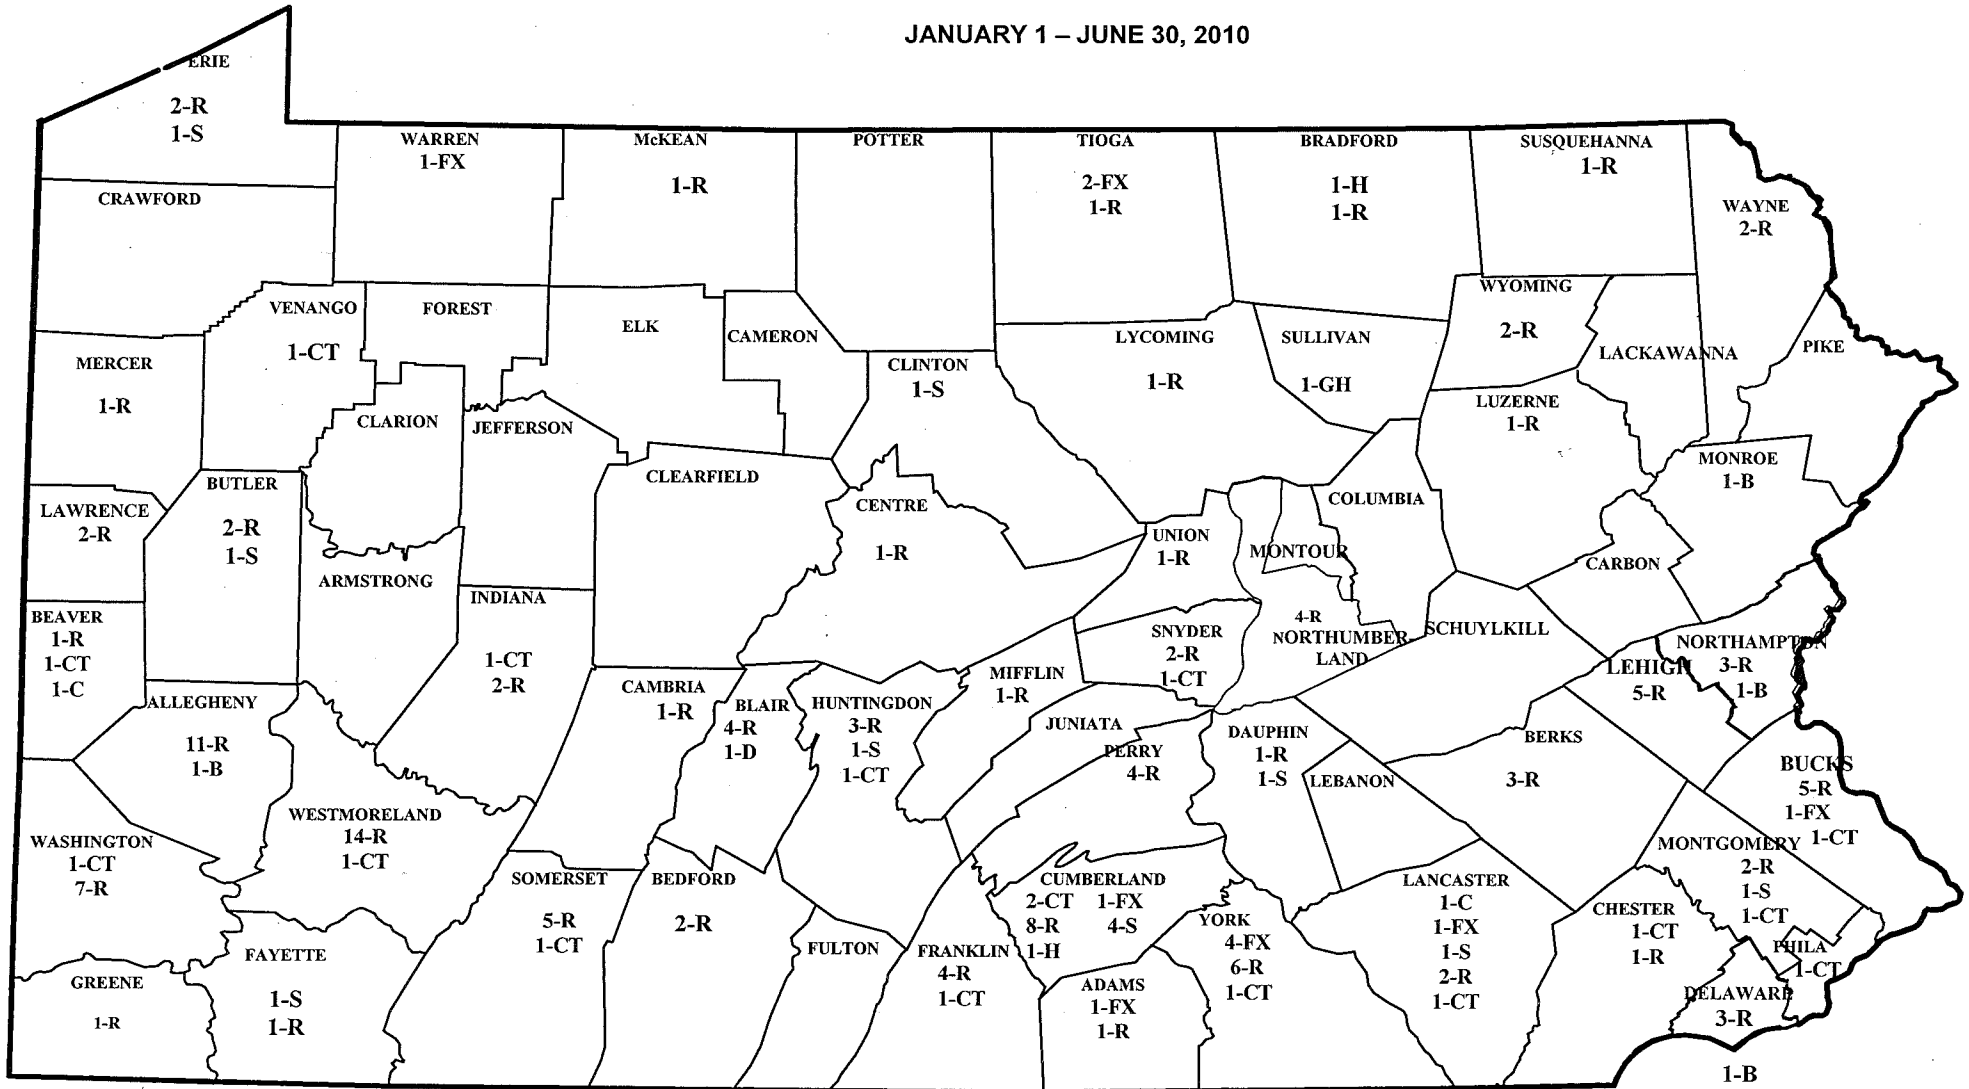 JANUARY 1 – JUNE 30, 2010
ERIE
2-R
1-S
WARREN
1-FX
McKEAN
1-R
POTTER
TIOGA
2-FX
1-R
BRADFORD
1-H
1-R
SUSQUEHANNA
1-R
WAYNE
2-R
CRAWFORD
VENANGO
1-CT
FOREST
ELK
CAMERON
WYOMING
2-R
MERCER
1-R
CLINTON
1-S
LYCOMING
1-R
SULLIVAN
1-GH
LACKAWANNA
PIKE
LUZERNE
1-R
CLARION
JEFFERSON
CLEARFIELD
CENTRE
1-R
COLUMBIA
MONROE
1-B
LAWRENCE
2-R
BUTLER
2-R
1-S
ARMSTRONG
INDIANA
1-CT
2-R
UNION
1-R
MONTOUR
CARBON
BEAVER
1-R
1-CT
1-C
SNYDER
2-R
1-CT
4-R
NORTHUMBER-
LAND
SCHUYLKILL
NORTHAMPTON
3-R
1-B
LEHIGH
5-R
ALLEGHENY
11-R
1-B
CAMBRIA
1-R
BLAIR
4-R
1-D
HUNTINGDON
3-R
1-S
1-CT
MIFFLIN
1-R
JUNIATA
PERRY
4-R
DAUPHIN
1-R
1-S
LEBANON
BERKS
3-R
BUCKS
5-R
1-FX
1-CT
WASHINGTON
1-CT
7-R
WESTMORELAND
14-R
1-CT
SOMERSET
5-R
1-CT
BEDFORD
2-R
FULTON
FRANKLIN
4-R
1-CT
CUMBERLAND
2-CT 1-FX
8-R 4-S
1-H
ADAMS
1-FX
1-R
YORK
4-FX
6-R
1-CT
LANCASTER
1-C
1-FX
1-S
2-R
1-CT
CHESTER
1-CT
1-R
MONTGOMERY
2-R
1-S
1-CT
PHILA
1-CT
DELAWARE
3-R
1-B
GREENE
1-R
FAYETTE
1-S
1-R